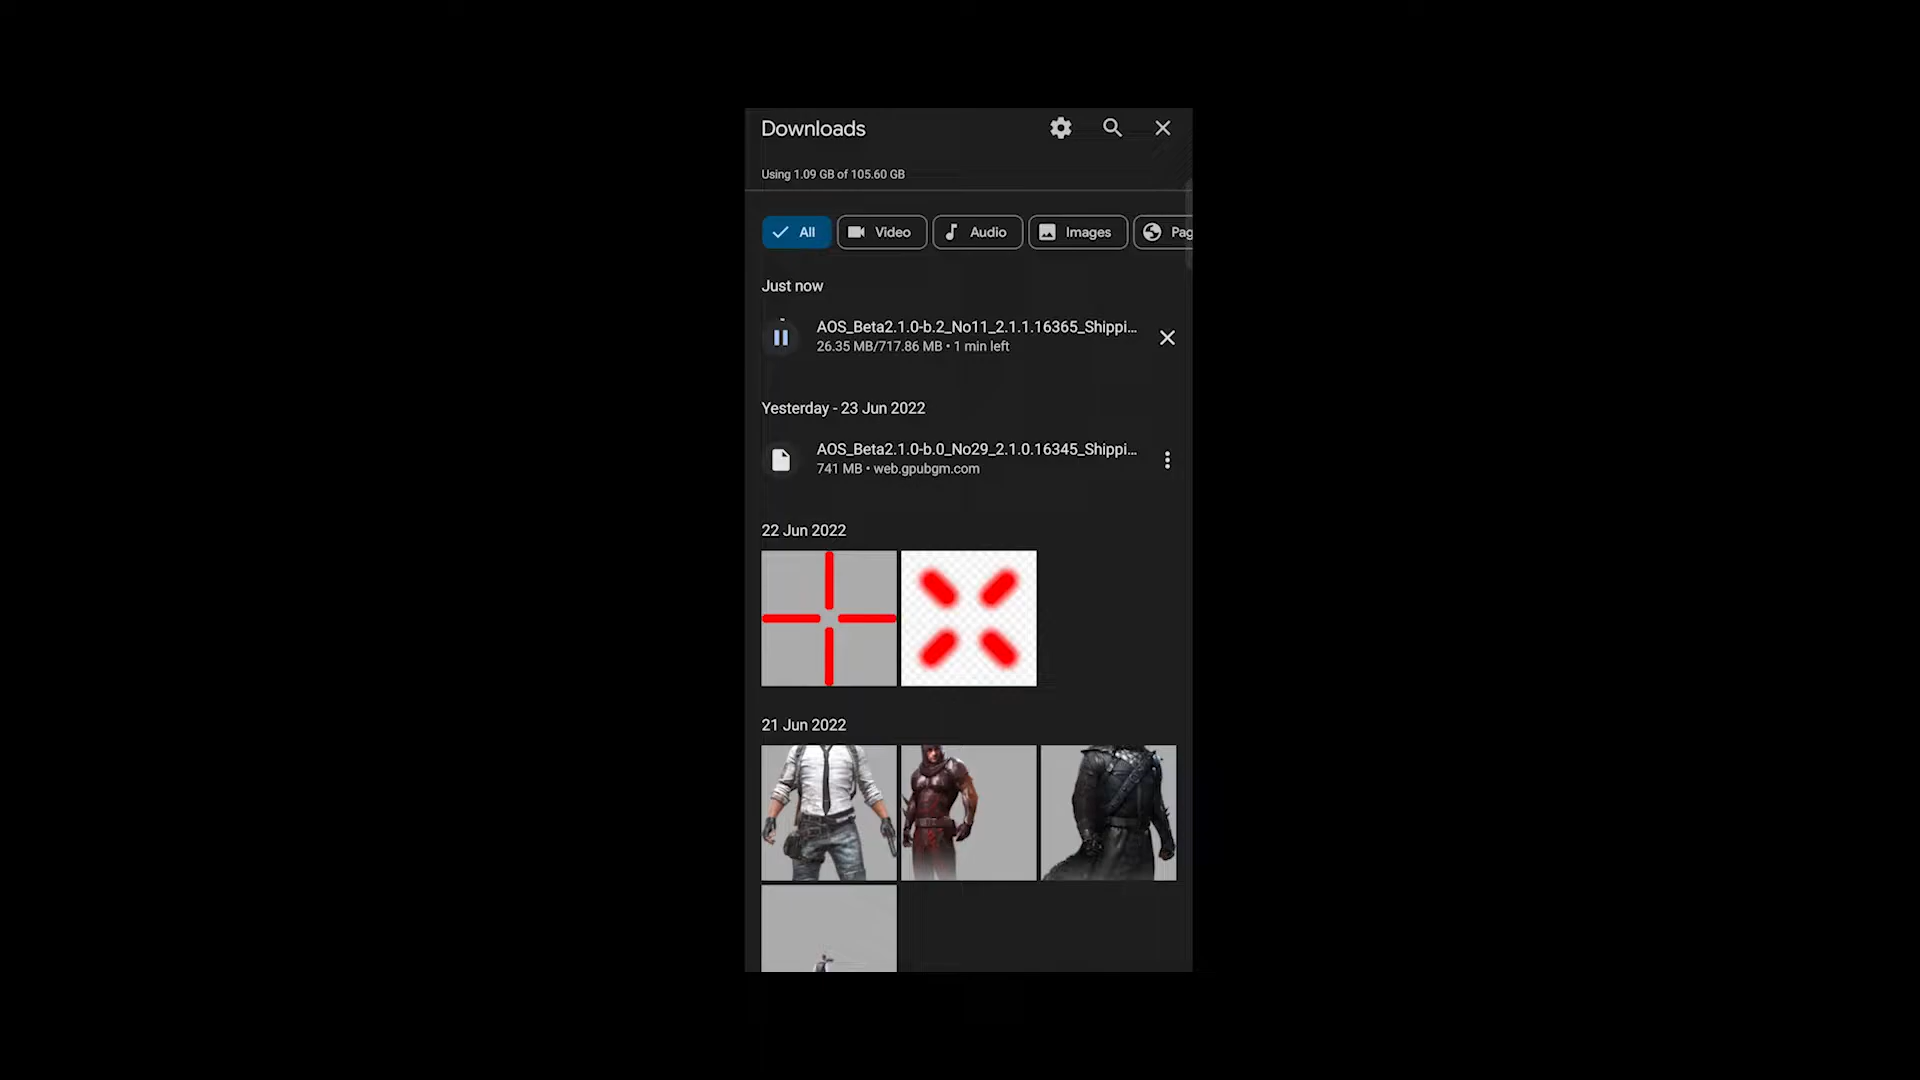 Downloads
Using 1.09 GB of 105.60 GB
All Video Audio Images Pag
Just now
AOS_Beta2.1.0-b.2_No11_2.1.1.16365_Shippi...
26.35 MB/717.86 MB • 1 min left
Yesterday - 23 Jun 2022
AOS_Beta2.1.0-b.0_No29_2.1.0.16345_Shippi...
741 MB • web.gpubgm.com
22 Jun 2022
21 Jun 2022